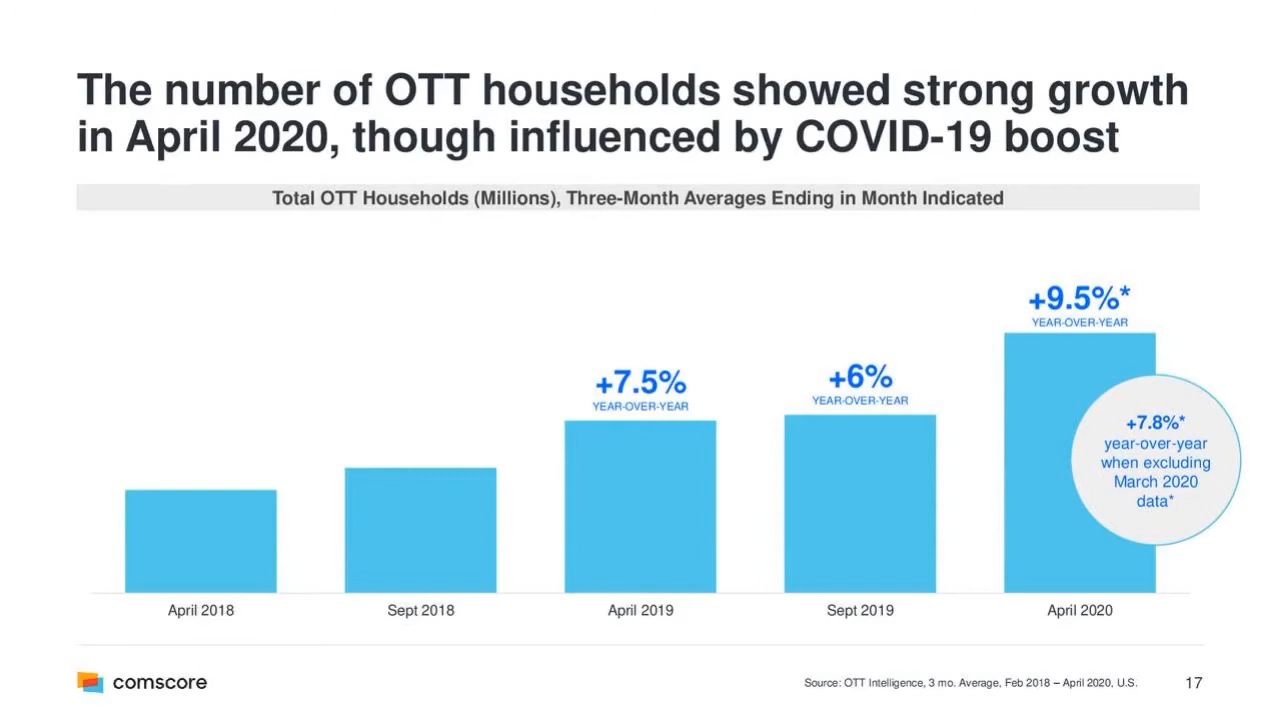 The number of OTT households showed strong growth
in April 2020, though influenced by COVID-19 boost
Total OTT Households (Millions), Three-Month Averages Ending in Month Indicated
+9.5%*
YEAR-OVER-YEAR
+7.5%
YEAR-OVER-YEAR
+6%
YEAR-OVER-YEAR
+7.8%*
year-over-year
when excluding
March 2020
data*
April 2018
Sept 2018
April 2019
Sept 2019
April 2020
comscore
Source: OTT Intelligence, 3 mo. Average, Feb 2018 – April 2020, U.S.
17